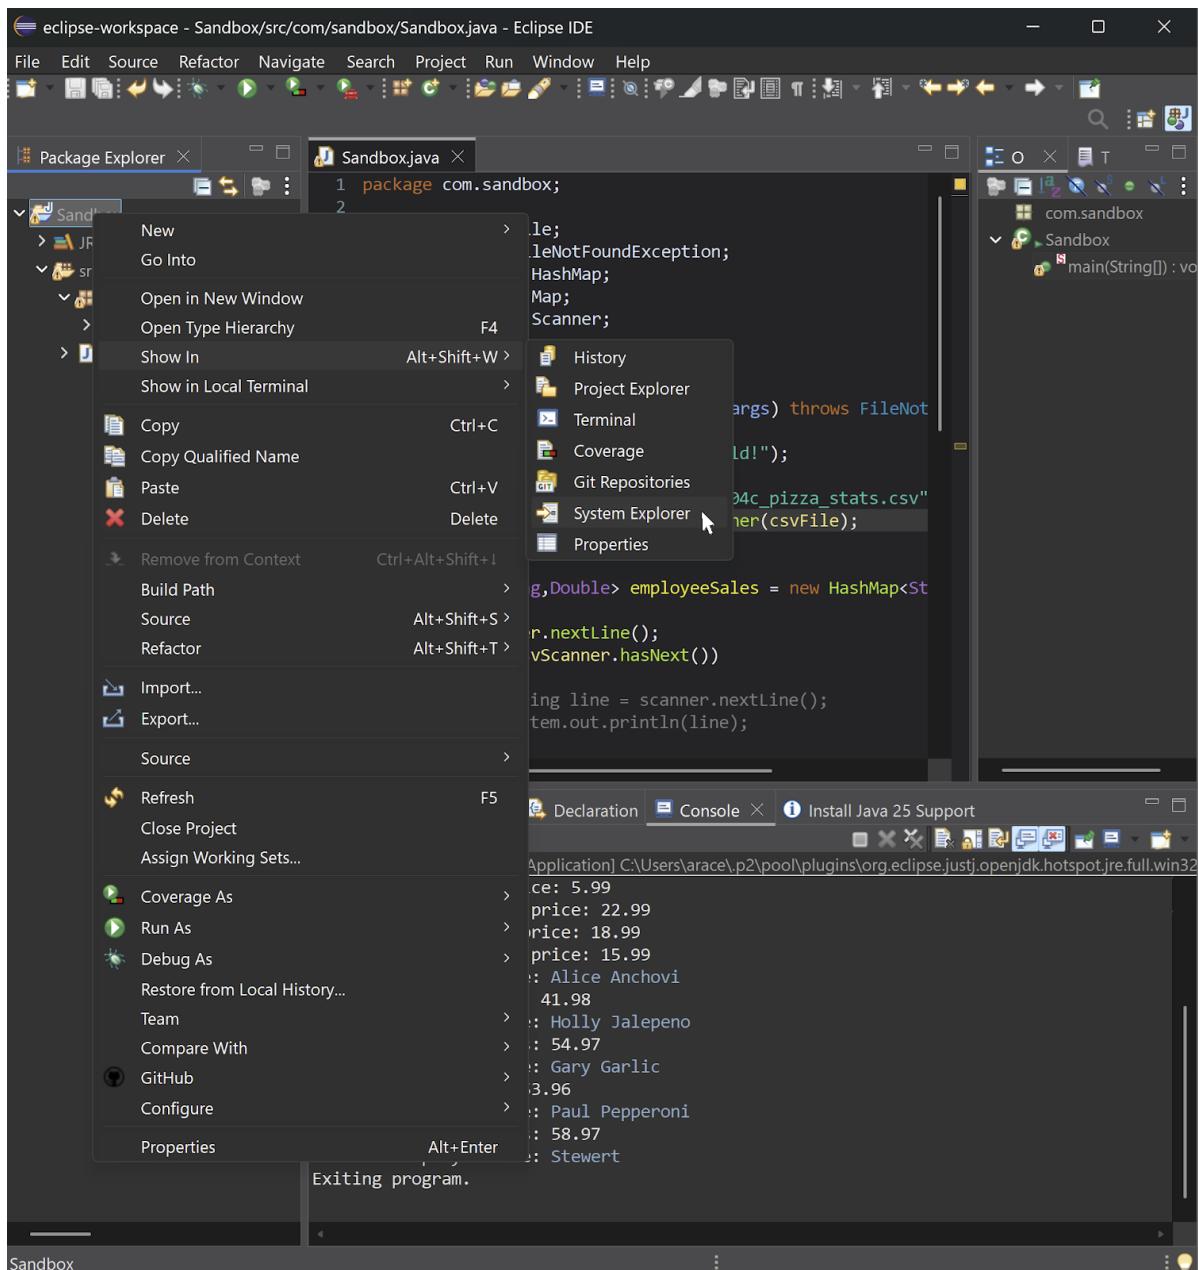 eclipse-workspace - Sandbox/src/com/sandbox/Sandbox.java - Eclipse IDE
File Edit Source Refactor Navigate Search Project Run Window Help
Package Explorer
Sandbox.java
O
T
1 package com.sandbox;
2
le;
leNotFoundException;
HashMap;
Map;
Scanner;
args) throws FileNot
ld!");
04c_pizza_stats.csv"
ner(csvFile);
g,Double> employeeSales = new HashMap<St
r.nextLine();
vScanner.hasNext())
ing line = scanner.nextLine();
tem.out.println(line);
com.sandbox
Sandbox
S
main(String[]) : vo
Sand
JR
sr
New
Go Into
Open in New Window
Open Type Hierarchy F4
Show In Alt+Shift+W
Show in Local Terminal
Copy Ctrl+C
Copy Qualified Name
Paste Ctrl+V
Delete Delete
Remove from Context Ctrl+Alt+Shift+↓
Build Path
Source Alt+Shift+S
Refactor Alt+Shift+T
Import...
Export...
Source
Refresh F5
Close Project
Assign Working Sets...
Coverage As
Run As
Debug As
Restore from Local History...
Team
Compare With
GitHub
Configure
Properties Alt+Enter
History
Project Explorer
Terminal
Coverage
GIT
Git Repositories
System Explorer
Properties
Declaration
Console
Install Java 25 Support
Application] C:\Users\arace\.p2\pool\plugins\org.eclipse.justj.openjdk.hotspot.jre.full.win32
ce: 5.99
price: 22.99
rice: 18.99
price: 15.99
: Alice Anchovi
41.98
: Holly Jalepeno
: 54.97
: Gary Garlic
3.96
: Paul Pepperoni
: 58.97
: Stewert
Exiting program.
Sandbox